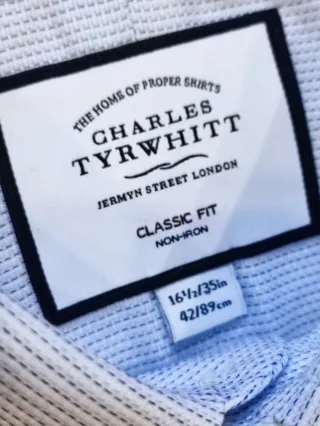 THE HOME OF PROPER SHIRTS
CHARLES
TYRWHITT
JERMYN STREET LONDON
CLASSIC FIT
NON-IRON
16½/35in
42/89cm